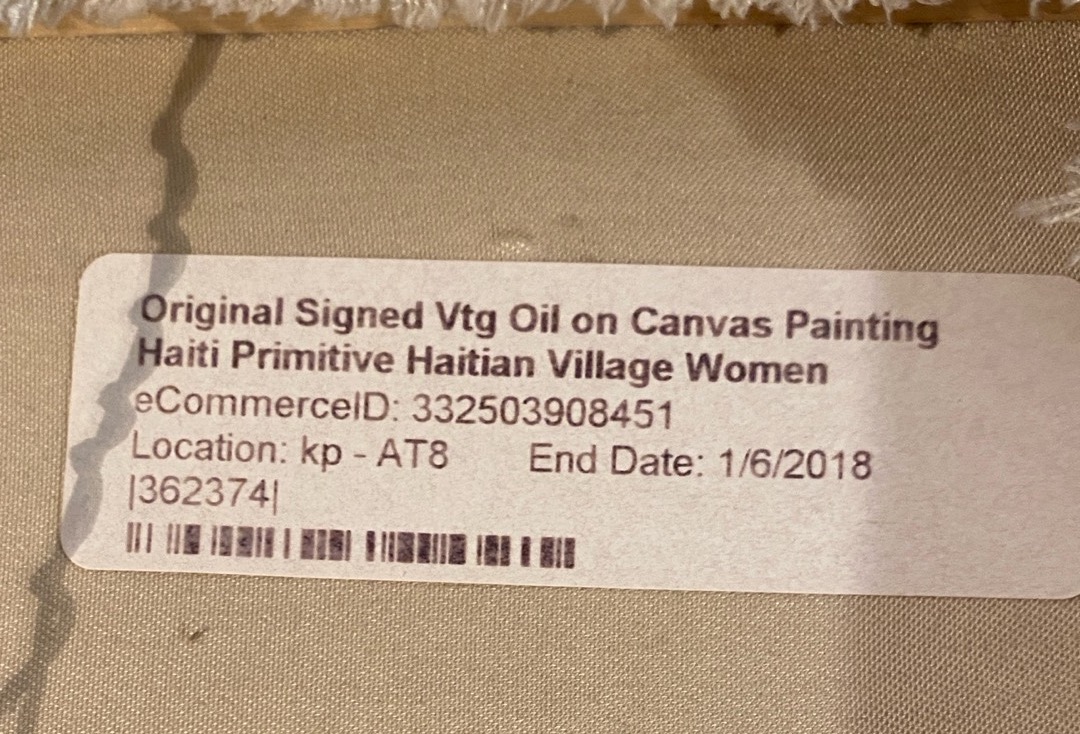 Original Signed Vtg Oil on Canvas Painting
Haiti Primitive Haitian Village Women
eCommerceID: 332503908451
Location: kp - AT8 End Date: 1/6/2018
|362374|